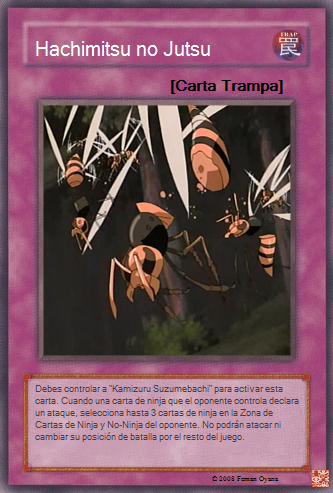 Hachimitsu no Jutsu
TRAP
罠
[Carta Trampa]
Debes controlar a "Kamizuru Suzumebachi" para activar esta
carta. Cuando una carta de ninja que el oponente controla declara
un ataque, selecciona hasta 3 cartas de ninja en la Zona de
Cartas de Ninja y No-Ninja del oponente. No podrán atacar ni
cambiar su posición de batalla por el resto del juego.
© 2008 Foman Oyana